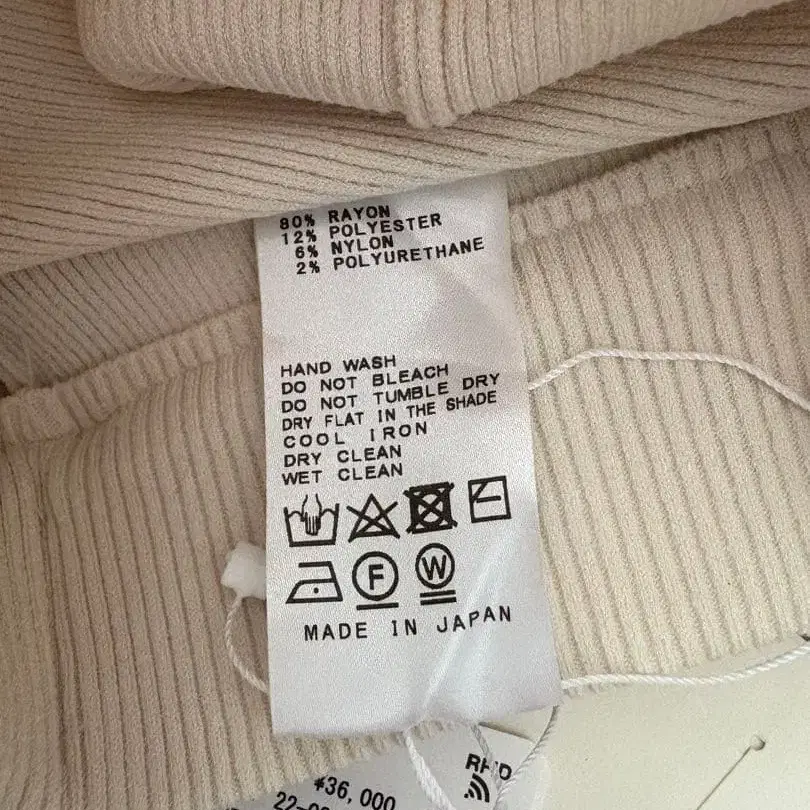 80% RAYON
12% POLYESTER
6% NYLON
2% POLYURETHANE
HAND WASH
DO NOT BLEACH
DO NOT TUMBLE DRY
DRY FLAT IN THE SHADE
COOL IRON
DRY CLEAN
WET CLEAN
F
W
MADE IN JAPAN
¥36,000